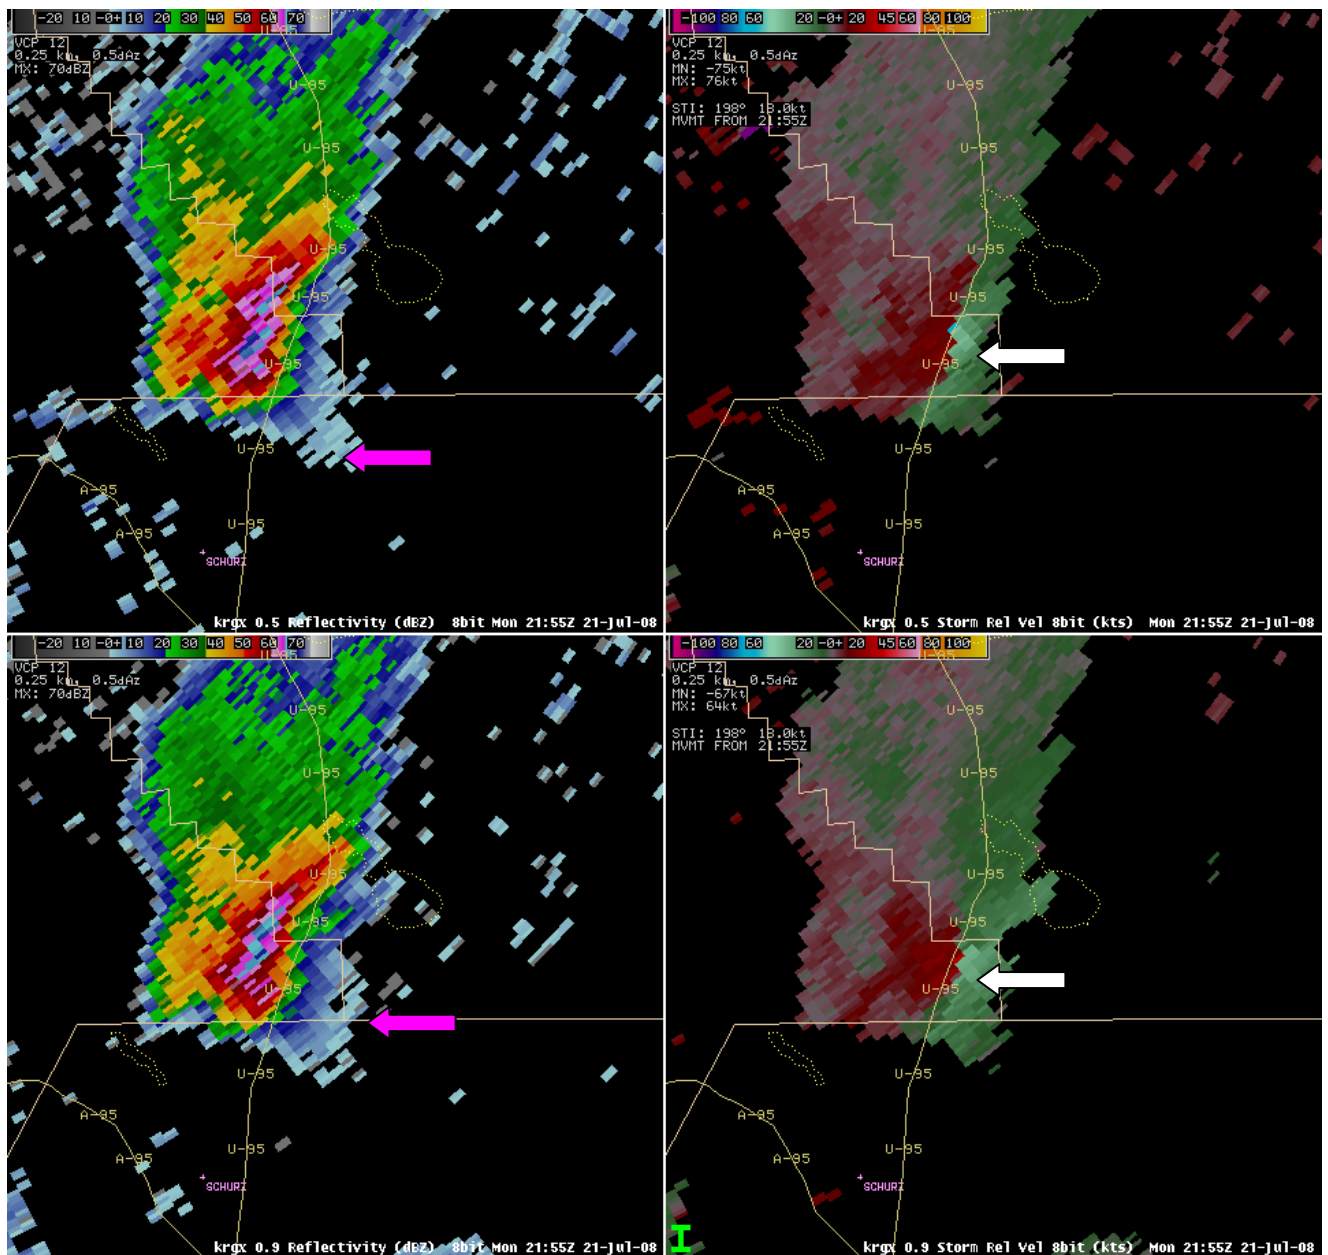 -20 10 -0+ 10 20 30 40 50 60 70
VCP 12
0.25 km, 0.5dAz
MX: 70dBZ
U-95
U-95
U-95
U-95
U-95
U-95
U-95
A-95
U-95
A-95
SCHURZ
krgx 0.5 Reflectivity (dBZ) 8bit Mon 21:55Z 21-Jul-08
-100 80 60 20 -0+ 20 45 60 80 100
VCP 12
0.25 km, 0.5dAz
MN: -75kt
MX: 76kt
STI: 198° 18.0kt
MVMT FROM 21:55Z
U-95
U-95
U-95
U-95
U-95
U-95
U-95
A-95
U-95
A-95
SCHURZ
krgx 0.5 Storm Rel Vel 8bit (kts) Mon 21:55Z 21-Jul-08
-20 10 -0+ 10 20 30 40 50 60 70
VCP 12
0.25 km, 0.5dAz
MX: 70dBZ
U-95
U-95
U-95
U-95
U-95
U-95
U-95
A-95
U-95
A-95
SCHURZ
krgx 0.9 Reflectivity (dBZ) 8bit Mon 21:55Z 21-Jul-08
-100 80 60 20 -0+ 20 45 60 80 100
VCP 12
0.25 km, 0.5dAz
MN: -67kt
MX: 64kt
STI: 198° 18.0kt
MVMT FROM 21:55Z
U-95
U-95
U-95
U-95
U-95
U-95
U-95
A-95
U-95
A-95
SCHURZ
I
krgx 0.9 Storm Rel Vel 8bit (kts) Mon 21:55Z 21-Jul-08